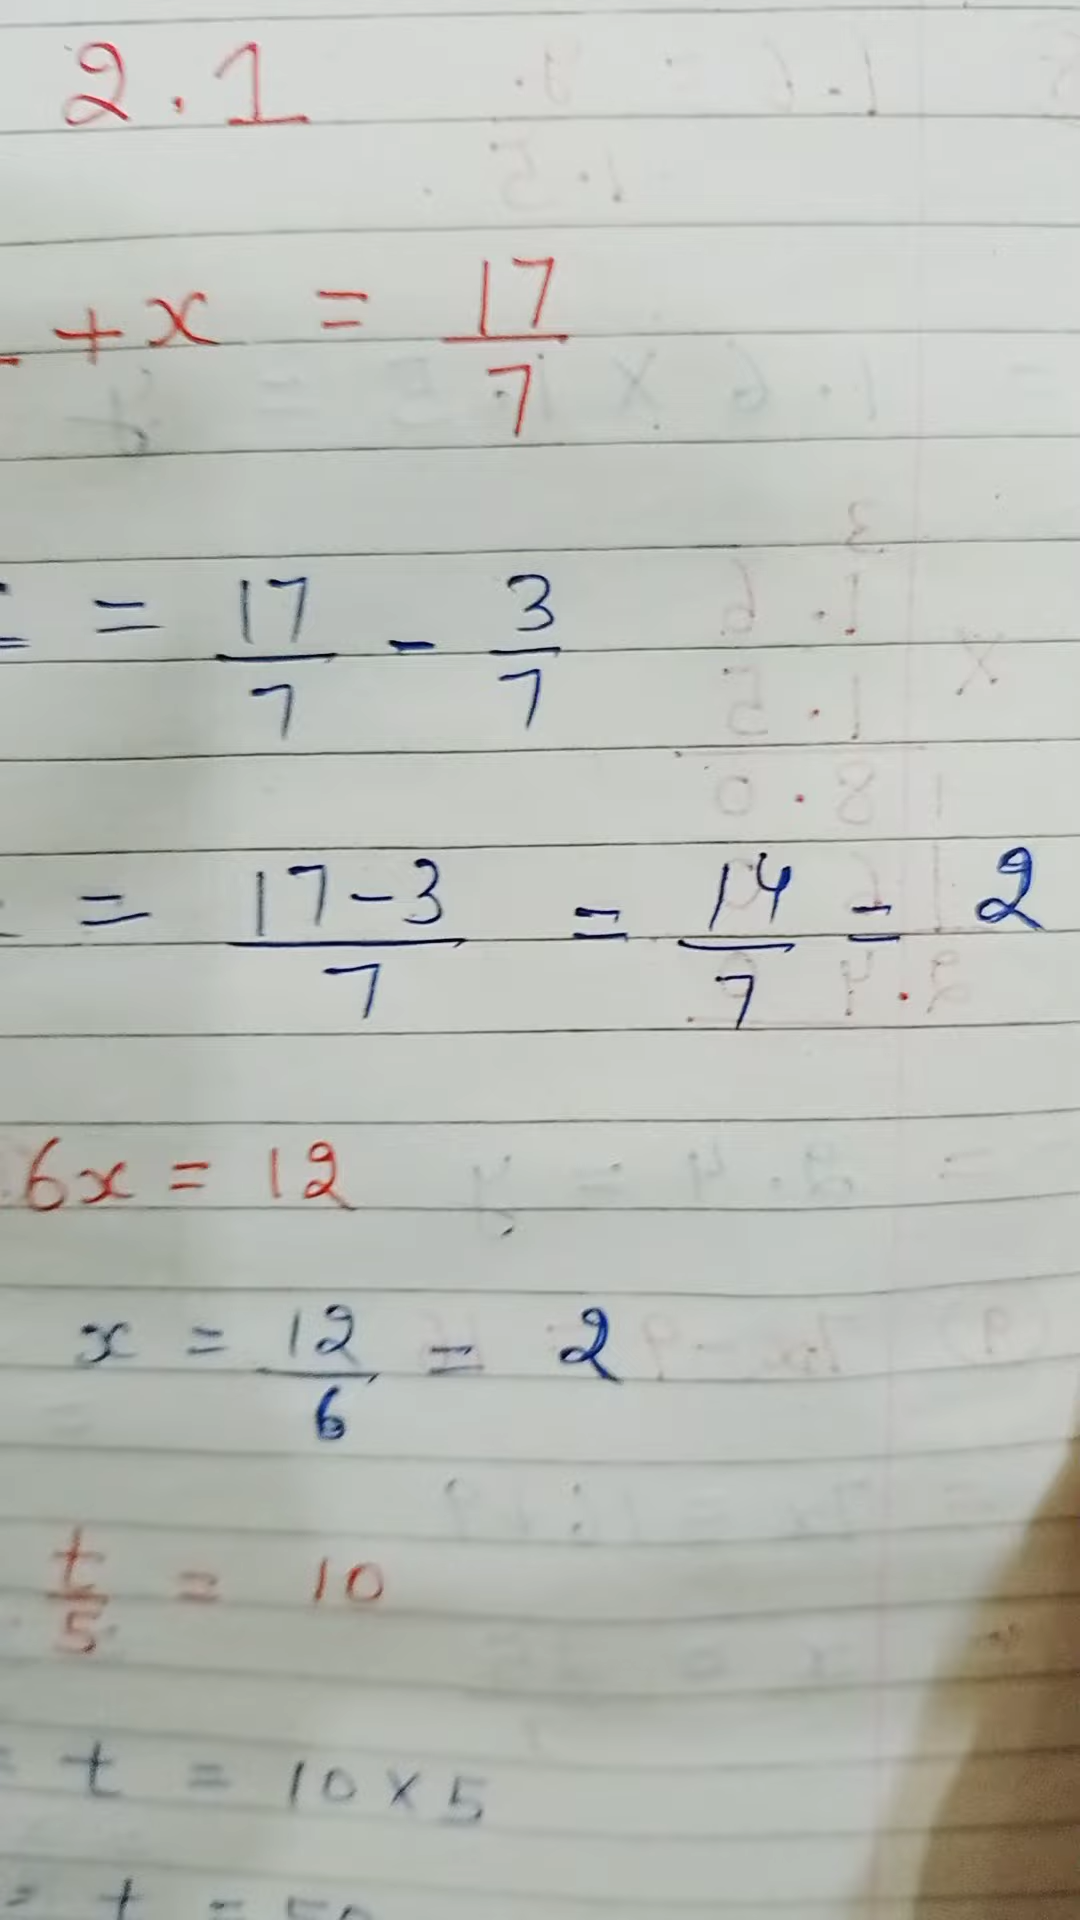 2.1
+ x = 17/7
= 17/7 - 3/7
= 17-3/7 = 14/7 = 2
6x = 12
x = 12/6 = 2
t/5 = 10
= t = 10 × 5
= t = 50